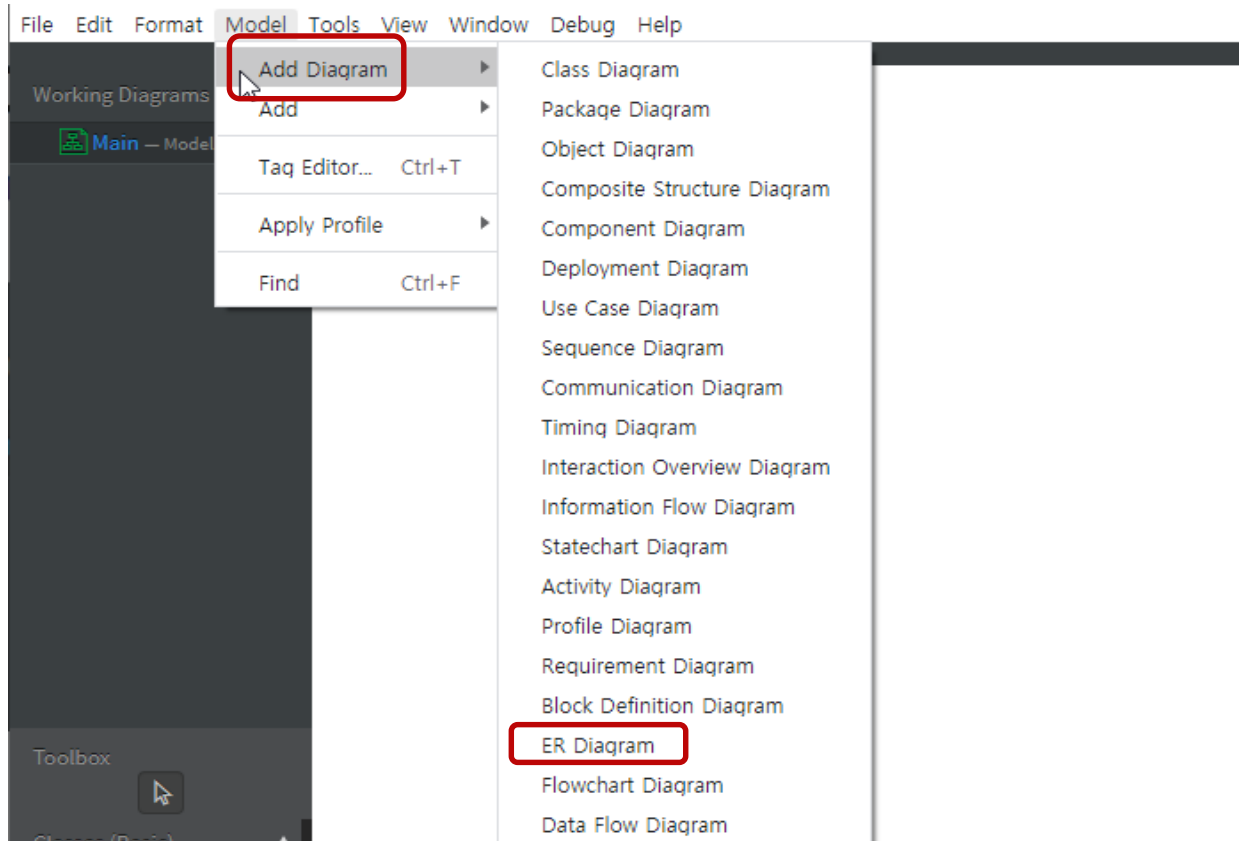 File Edit Format Model Tools View Window Debug Help
Working Diagrams
Main — Model
Add Diagram
Add
Tag Editor... Ctrl+T
Apply Profile
Find Ctrl+F
Class Diagram
Package Diagram
Object Diagram
Composite Structure Diagram
Component Diagram
Deployment Diagram
Use Case Diagram
Sequence Diagram
Communication Diagram
Timing Diagram
Interaction Overview Diagram
Information Flow Diagram
Statechart Diagram
Activity Diagram
Profile Diagram
Requirement Diagram
Block Definition Diagram
ER Diagram
Flowchart Diagram
Data Flow Diagram
Toolbox
Classes (Basic)